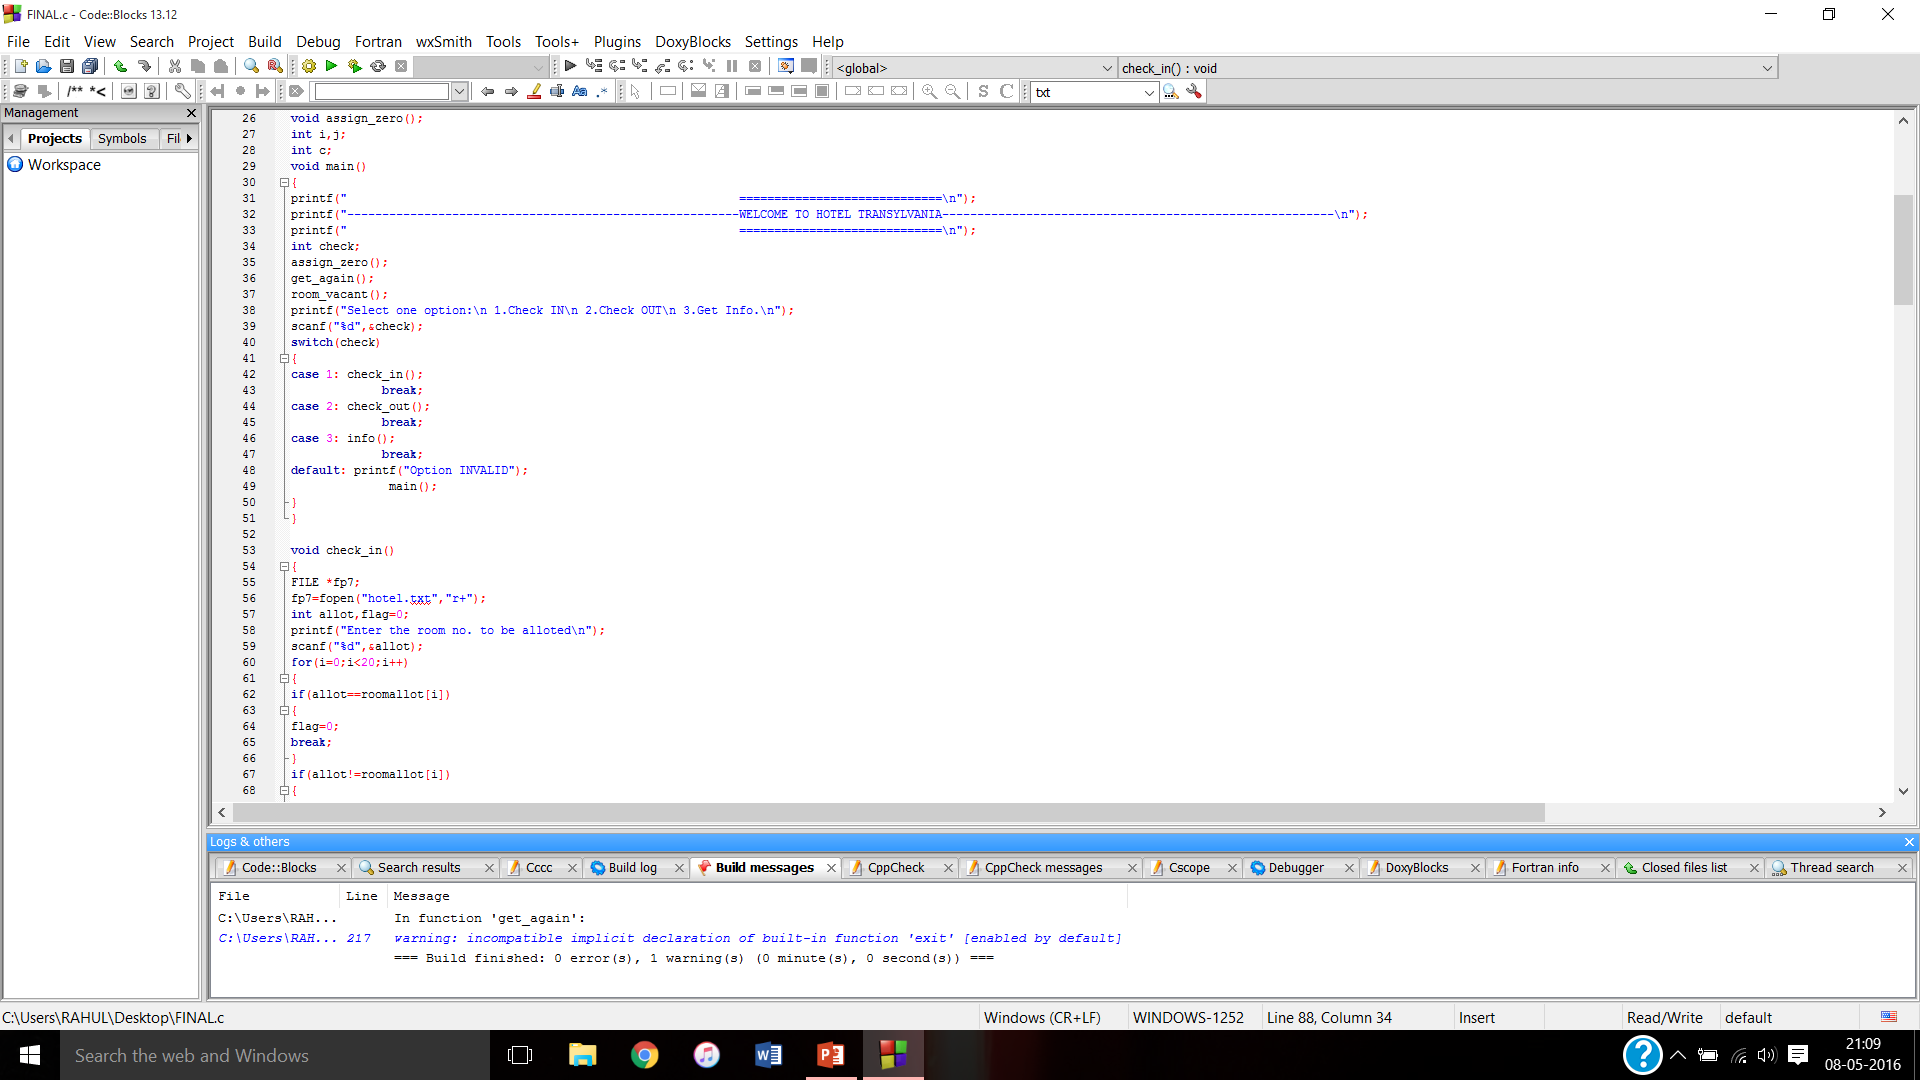 FINAL.c - Code::Blocks 13.12
File Edit View Search Project Build Debug Fortran wxSmith Tools Tools+ Plugins DoxyBlocks Settings Help
<global> check_in() : void
/** *< Aa .* S C txt
Management
Projects Symbols Fil
Workspace
26 void assign_zero();
27 int i,j;
28 int c;
29 void main()
30 {
31 printf("                                                        =============================\n");
32 printf("--------------------------------------------------------WELCOME TO HOTEL TRANSYLVANIA--------------------------------------------------------\n");
33 printf("                                                        =============================\n");
34 int check;
35 assign_zero();
36 get_again();
37 room_vacant();
38 printf("Select one option:\n 1.Check IN\n 2.Check OUT\n 3.Get Info.\n");
39 scanf("%d",&check);
40 switch(check)
41 {
42 case 1: check_in();
43 break;
44 case 2: check_out();
45 break;
46 case 3: info();
47 break;
48 default: printf("Option INVALID");
49 main();
50 }
51 }
52
53 void check_in()
54 {
55 FILE *fp7;
56 fp7=fopen("hotel.txt","r+");
57 int allot,flag=0;
58 printf("Enter the room no. to be alloted\n");
59 scanf("%d",&allot);
60 for(i=0;i<20;i++)
61 {
62 if(allot==roomallot[i])
63 {
64 flag=0;
65 break;
66 }
67 if(allot!=roomallot[i])
68 {
Logs & others
Code::Blocks Search results Cccc Build log Build messages CppCheck CppCheck messages Cscope Debugger DoxyBlocks Fortran info Closed files list Thread search
File Line Message
C:\Users\RAH... In function 'get_again':
C:\Users\RAH... 217 warning: incompatible implicit declaration of built-in function 'exit' [enabled by default]
=== Build finished: 0 error(s), 1 warning(s) (0 minute(s), 0 second(s)) ===
C:\Users\RAHUL\Desktop\FINAL.c Windows (CR+LF) WINDOWS-1252 Line 88, Column 34 Insert Read/Write default
Search the web and Windows
21:09
08-05-2016